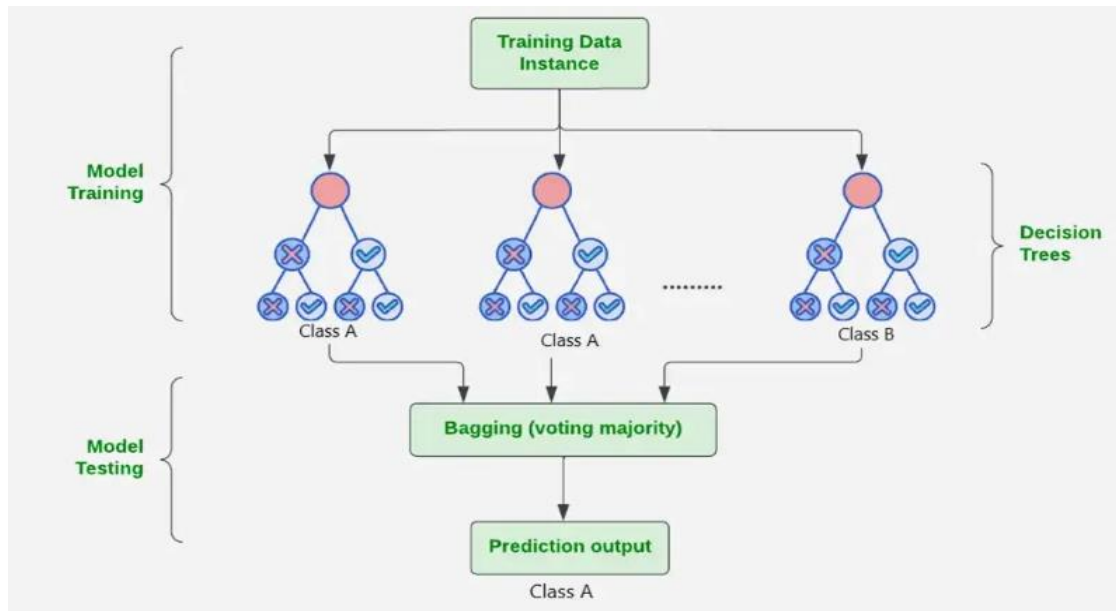 Training Data
Instance
Model
Training
Decision
Trees
.........
Class A
Class A
Class B
Bagging (voting majority)
Model
Testing
Prediction output
Class A